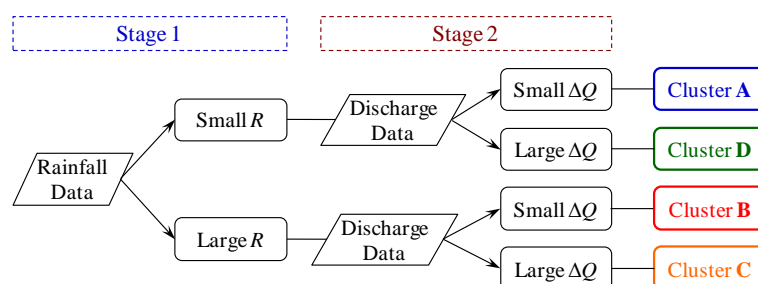 Stage 1
Stage 2
Rainfall
Data
Small R
Discharge
Data
Small ΔQ
Cluster A
Large ΔQ
Cluster D
Large R
Discharge
Data
Small ΔQ
Cluster B
Large ΔQ
Cluster C